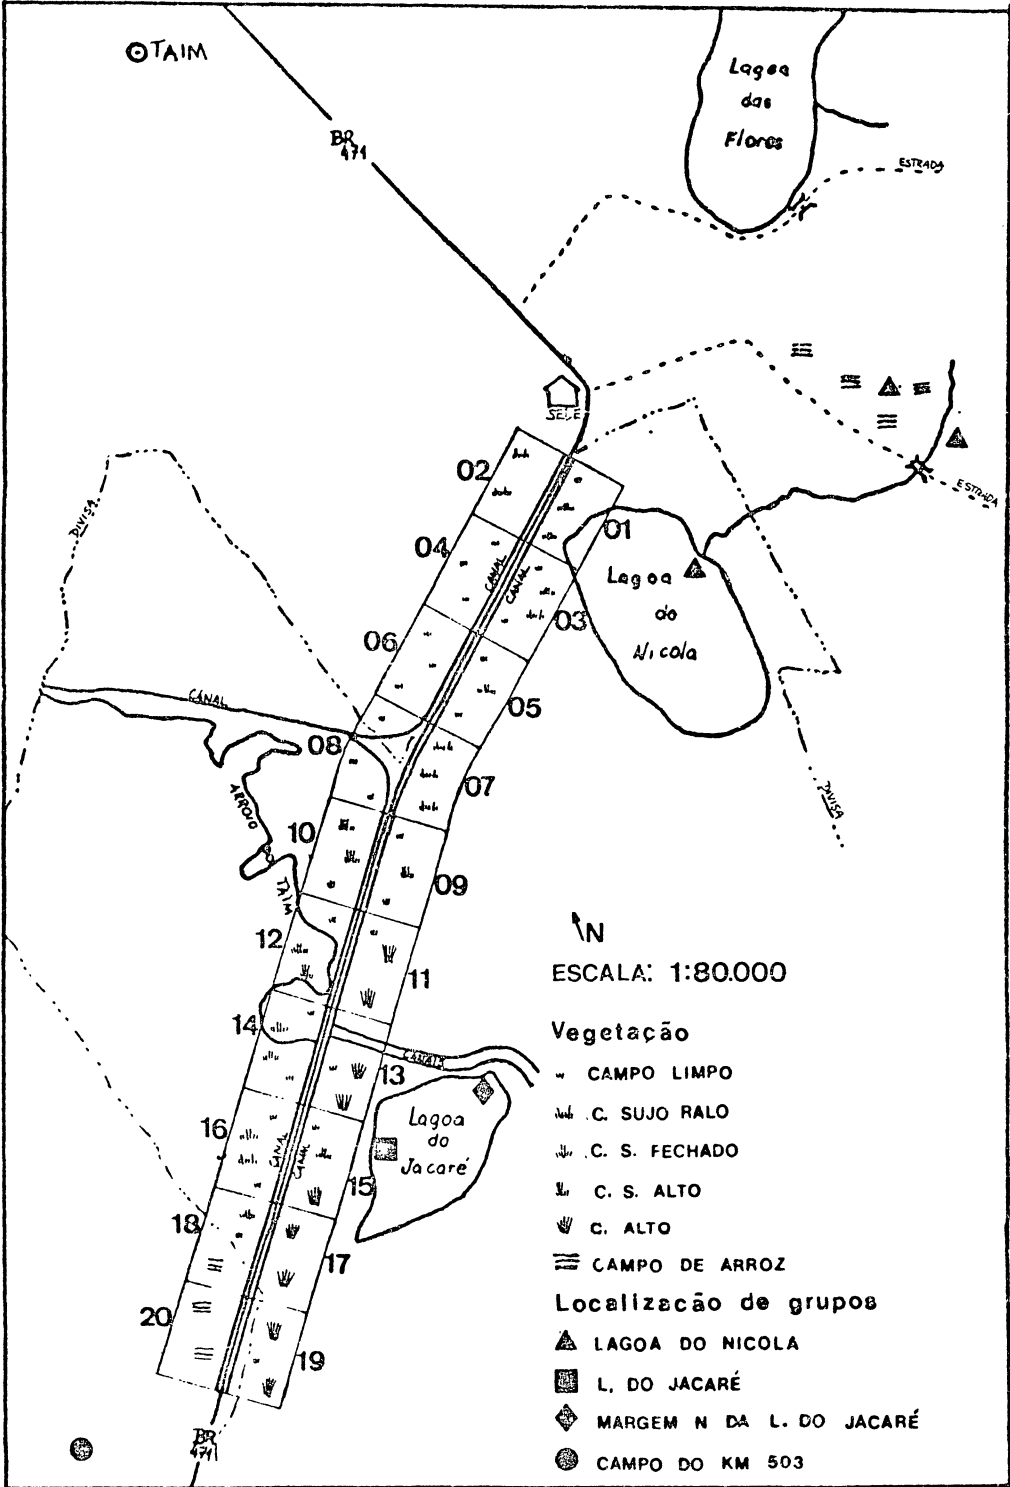 TAIM
BR
471
Lagoa
das
Flores
ESTRADA
SEDE
ESTRADA
DIVISA
02
01
04
CANAL
CANAL
Lagoa
do
Nicola
03
06
05
CANAL
08
07
DIVISA
ARROIO
TAIM
10
09
12
11
N
ESCALA: 1:80.000
14
13
CANAIS
Lagoa
do
Jacaré
16
CANAL
CANAL
15
18
17
20
19
BR
471
Vegetação
CAMPO LIMPO
C. SUJO RALO
C. S. FECHADO
C. S. ALTO
C. ALTO
CAMPO DE ARROZ
Localização de grupos
LAGOA DO NICOLA
L. DO JACARÉ
MARGEM N DA L. DO JACARÉ
CAMPO DO KM 503